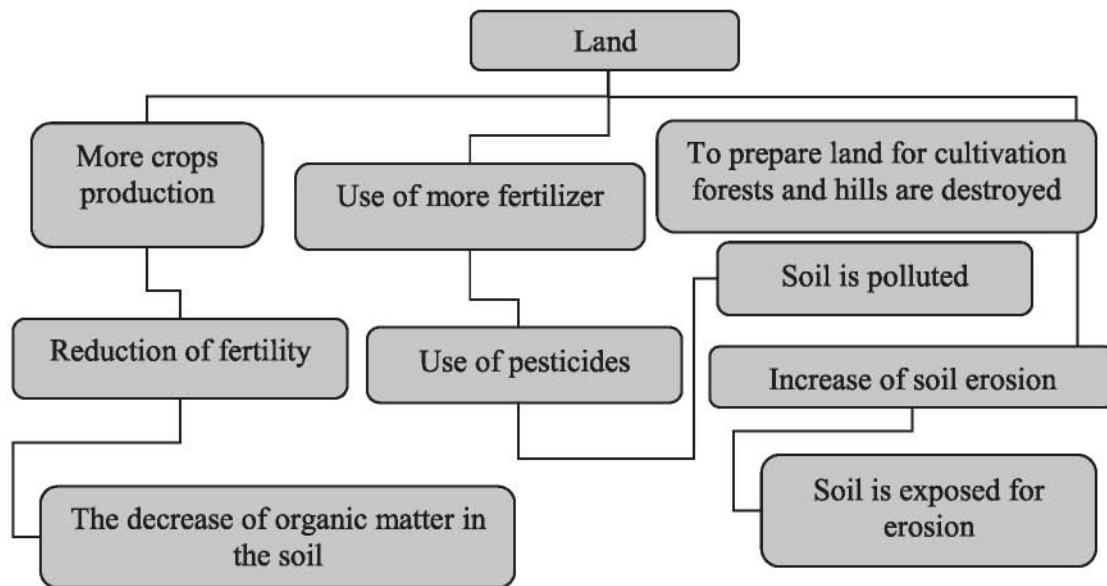 Land
More crops
production
Use of more fertilizer
To prepare land for cultivation
forests and hills are destroyed
Soil is polluted
Reduction of fertility
Use of pesticides
Increase of soil erosion
The decrease of organic matter in
the soil
Soil is exposed for
erosion